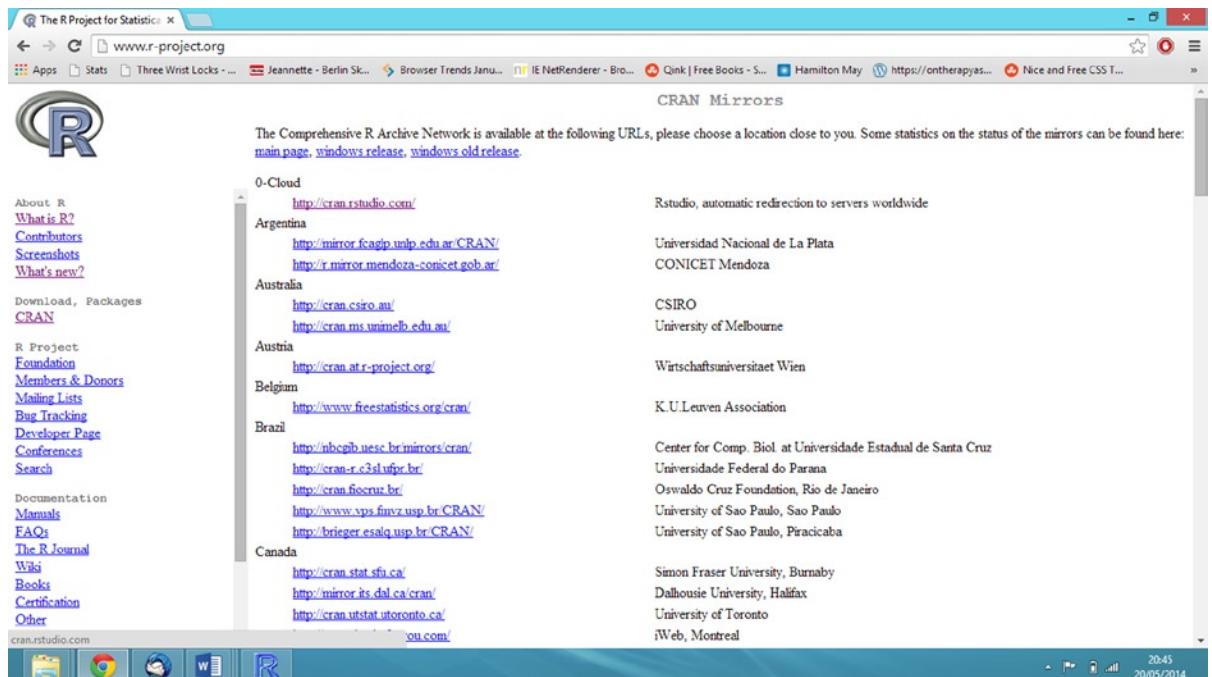 The R Project for Statistica
www.r-project.org
Apps Stats Three Wrist Locks - ... Jeannette - Berlin Sk... Browser Trends Janu... IE NetRenderer - Bro... Qink | Free Books - S... Hamilton May https://ontherapyas... Nice and Free CSS T... »
R
About R
What is R?
Contributors
Screenshots
What's new?
Download, Packages
CRAN
R Project
Foundation
Members & Donors
Mailing Lists
Bug Tracking
Developer Page
Conferences
Search
Documentation
Manuals
FAQs
The R Journal
Wiki
Books
Certification
Other
cran.rstudio.com
CRAN Mirrors
The Comprehensive R Archive Network is available at the following URLs, please choose a location close to you. Some statistics on the status of the mirrors can be found here:
main page, windows release, windows old release.
0-Cloud
http://cran.rstudio.com/ Rstudio, automatic redirection to servers worldwide
Argentina
http://mirror.fcaglp.unlp.edu.ar/CRAN/ Universidad Nacional de La Plata
http://r.mirror.mendoza-conicet.gob.ar/ CONICET Mendoza
Australia
http://cran.csiro.au/ CSIRO
http://cran.ms.unimelb.edu.au/ University of Melbourne
Austria
http://cran.at.r-project.org/ Wirtschaftsuniversitaet Wien
Belgium
http://www.freestatistics.org/cran/ K.U.Leuven Association
Brazil
http://nbcgib.uesc.br/mirrors/cran/ Center for Comp. Biol. at Universidade Estadual de Santa Cruz
http://cran-r.c3sl.ufpr.br/ Universidade Federal do Parana
http://cran.fiocruz.br/ Oswaldo Cruz Foundation, Rio de Janeiro
http://www.vps.fmvz.usp.br/CRAN/ University of Sao Paulo, Sao Paulo
http://brieger.esalq.usp.br/CRAN/ University of Sao Paulo, Piracicaba
Canada
http://cran.stat.sfu.ca/ Simon Fraser University, Burnaby
http://mirror.its.dal.ca/cran/ Dalhousie University, Halifax
http://cran.utstat.utoronto.ca/ University of Toronto
you.com/ iWeb, Montreal
20:45
20/05/2014